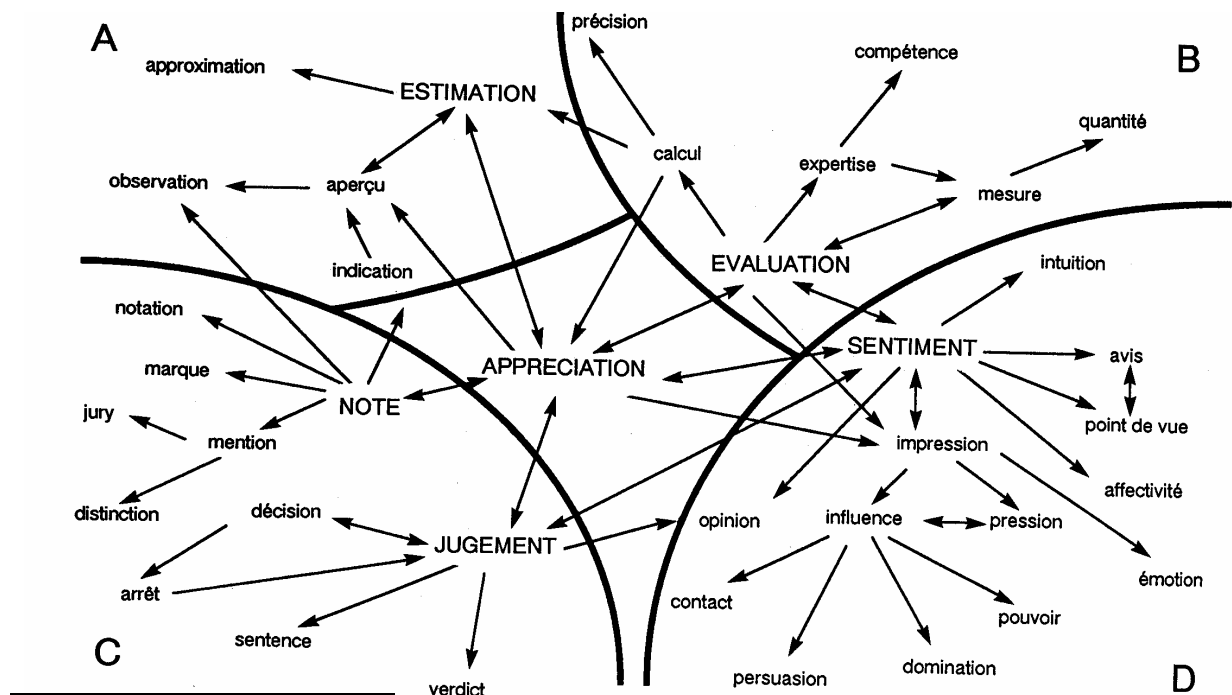 A
précision
compétence
B
approximation
ESTIMATION
quantité
calcul
expertise
observation
aperçu
mesure
indication
EVALUATION
intuition
notation
SENTIMENT
avis
marque
APPRECIATION
NOTE
jury
mention
impression
point de vue
affectivité
distinction
décision
opinion
influence
pression
JUGEMENT
émotion
arrêt
contact
pouvoir
sentence
C
persuasion
domination
D
verdict